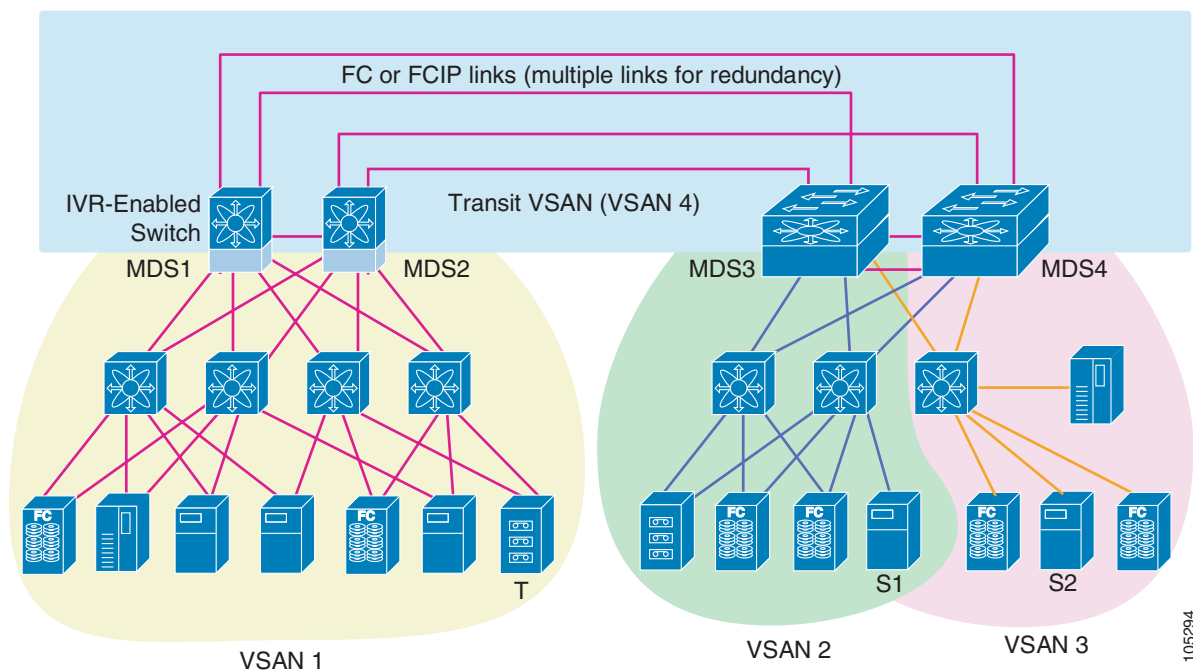 FC or FCIP links (multiple links for redundancy)
IVR-Enabled
Switch
Transit VSAN (VSAN 4)
MDS1
MDS2
MDS3
MDS4
FC
FC
FC
FC
FC
FC
T
S1
S2
VSAN 1
VSAN 2
VSAN 3
105294